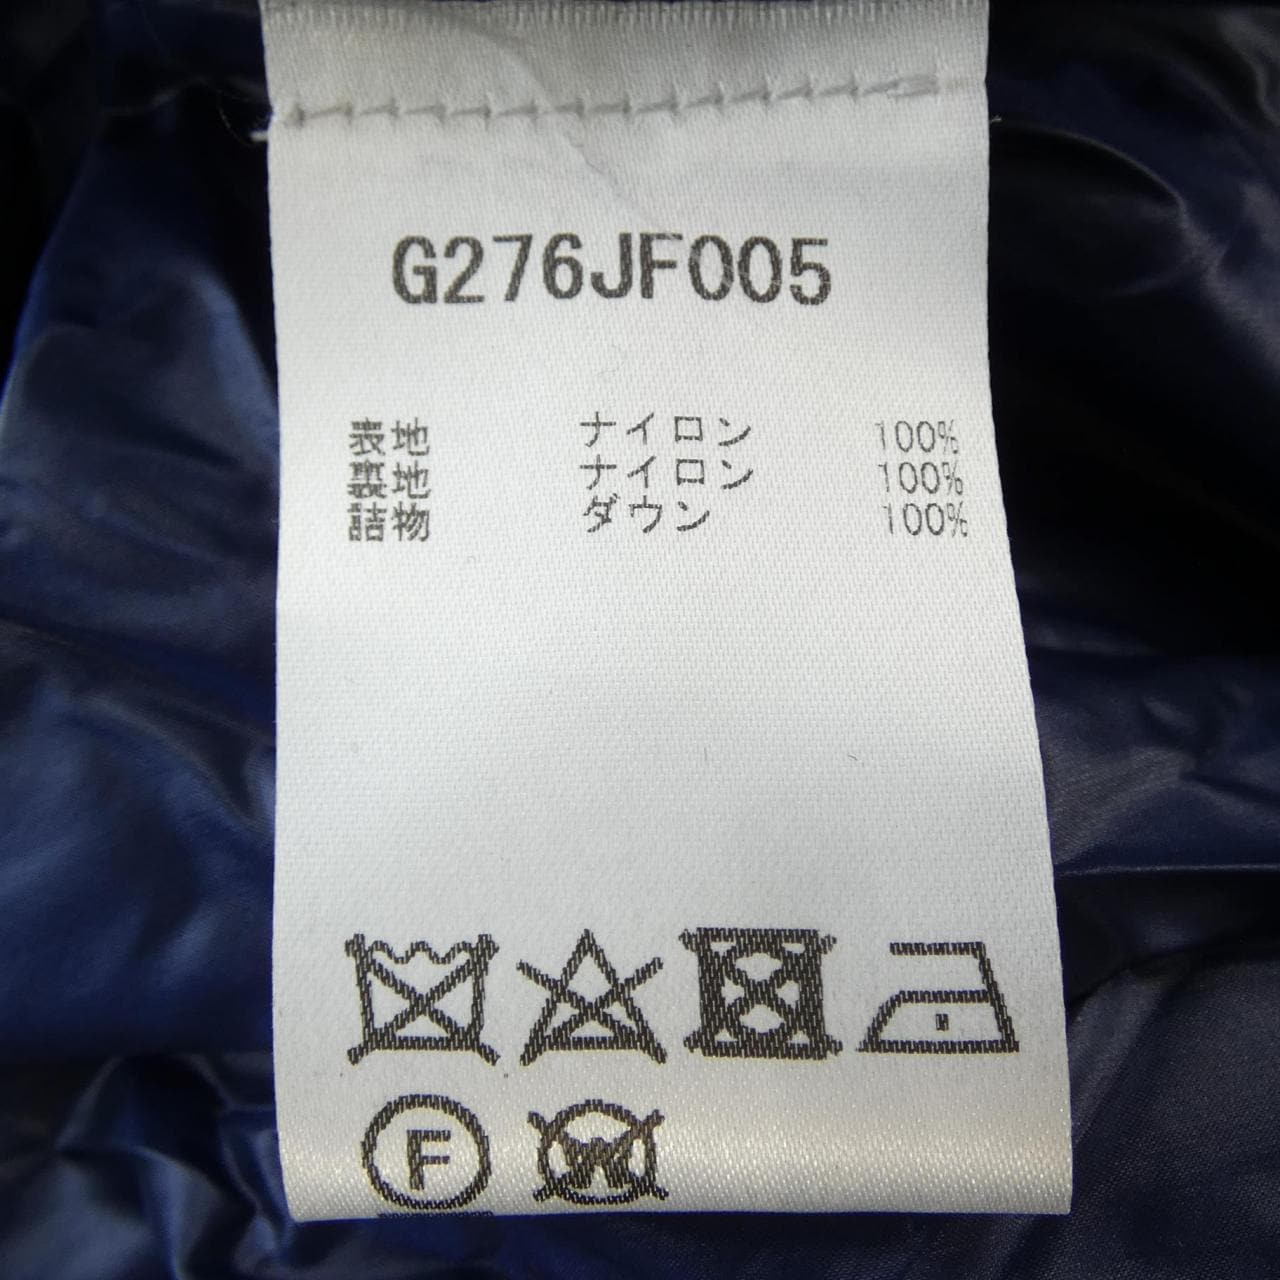 G276JF005
表地 ナイロン 100%
裏地 ナイロン 100%
詰物 ダウン 100%
F
W